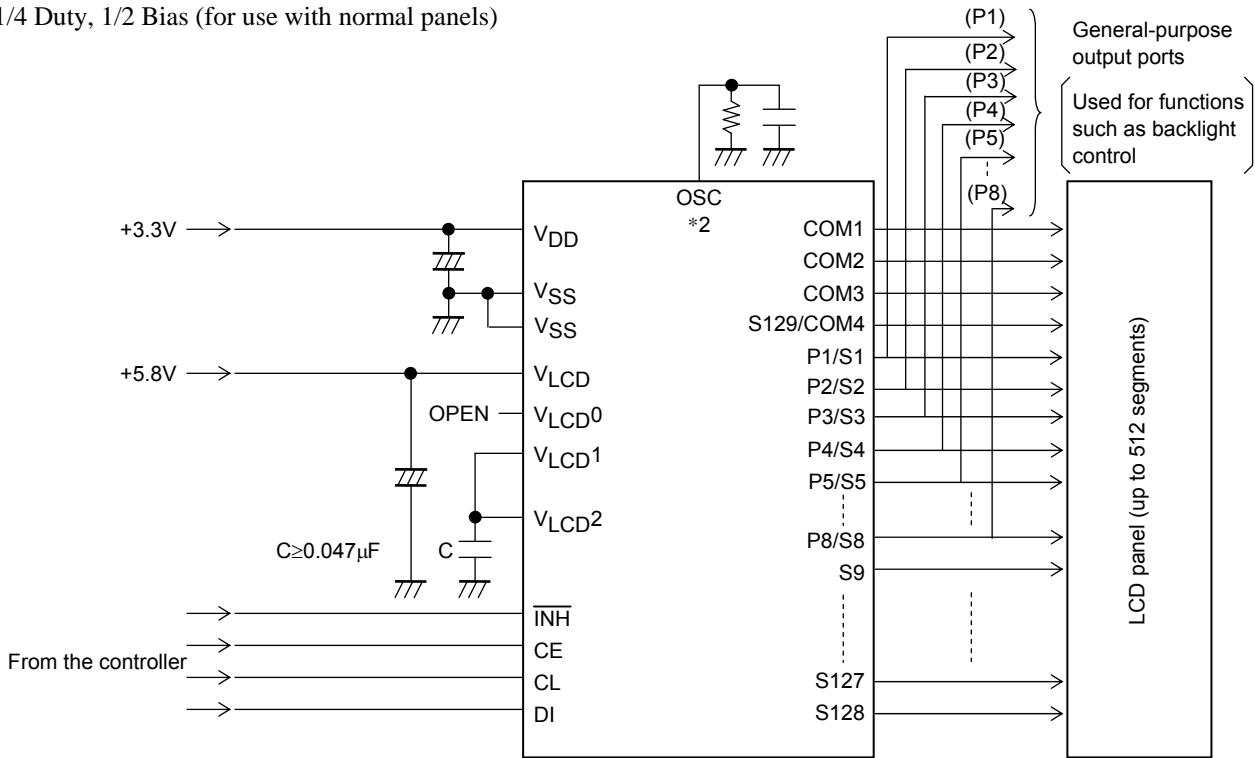 1/4 Duty, 1/2 Bias (for use with normal panels)
(P1)
(P2)
(P3)
(P4)
(P5)
(P8)
General-purpose
output ports
Used for functions
such as backlight
control
OSC
*2
+3.3V
VDD
VSS
VSS
+5.8V
VLCD
OPEN
VLCD0
VLCD1
VLCD2
C≥0.047μF
C
From the controller
INH
CE
CL
DI
COM1
COM2
COM3
S129/COM4
P1/S1
P2/S2
P3/S3
P4/S4
P5/S5
P8/S8
S9
S127
S128
LCD panel (up to 512 segments)